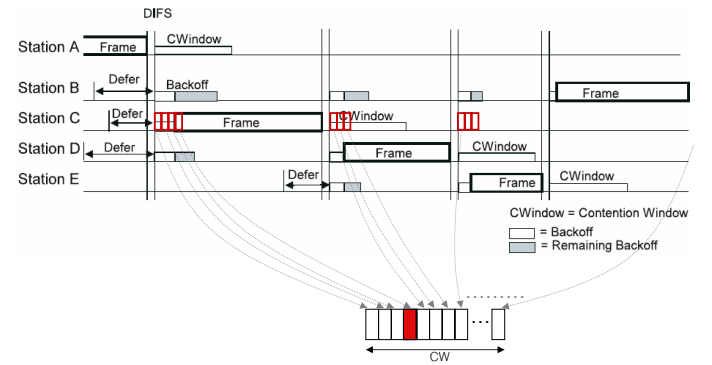 DIFS
Station A Frame CWindow
Station B Defer Backoff Frame
Station C Defer Frame CWindow
Station D Defer Frame CWindow
Station E Defer Frame CWindow
CWindow = Contention Window
= Backoff
= Remaining Backoff
CW